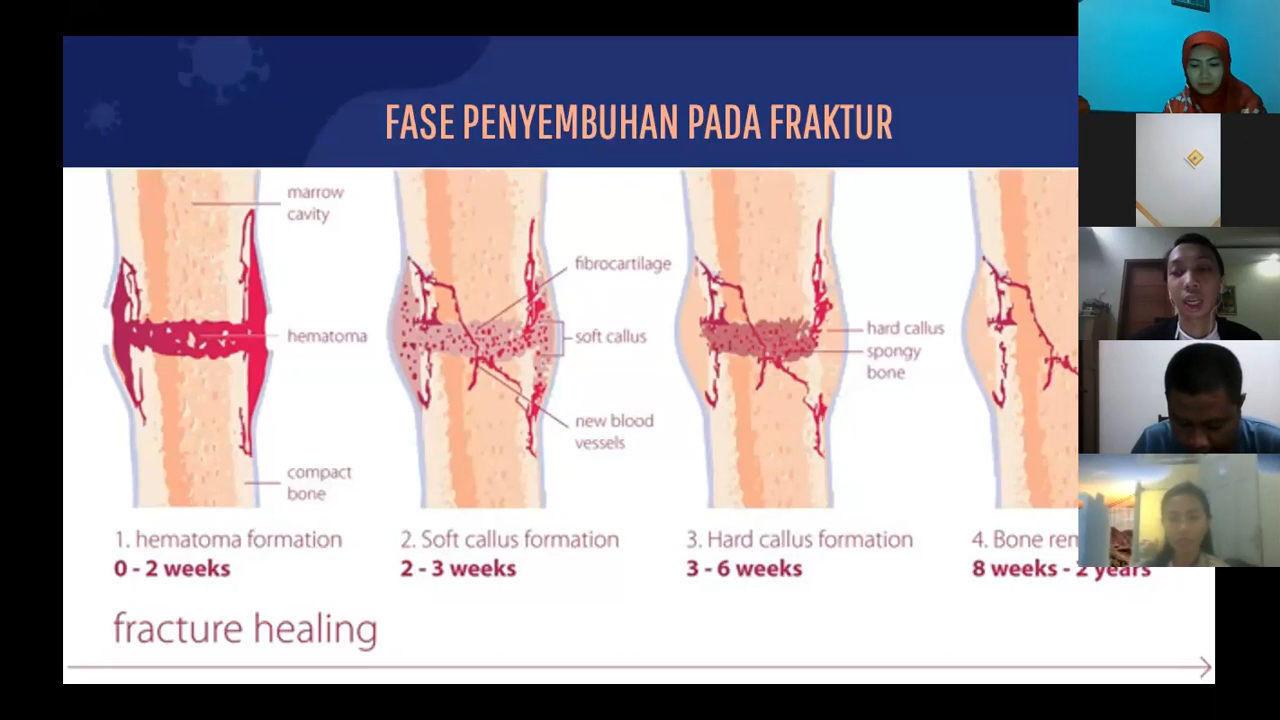 FASE PENYEMBUHAN PADA FRAKTUR
marrow
cavity
hematoma
compact
bone
fibrocartilage
soft callus
new blood
vessels
hard callus
spongy
bone
1. hematoma formation
0 - 2 weeks
2. Soft callus formation
2 - 3 weeks
3. Hard callus formation
3 - 6 weeks
4. Bone
8 weeks - 2 years
fracture healing